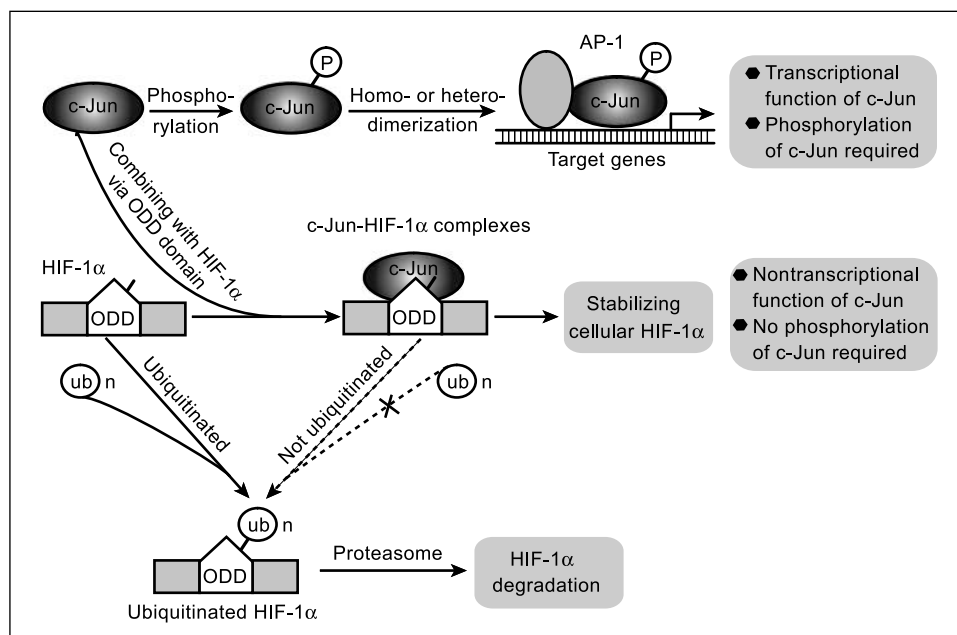 AP-1
P
P
c-Jun
Phospho-
rylation
c-Jun
Homo- or hetero-
dimerization
c-Jun
Target genes
Transcriptional
function of c-Jun
Phosphorylation
of c-Jun required
Combining with HIF-1α
via ODD domain
c-Jun-HIF-1α complexes
HIF-1α
ODD
c-Jun
ODD
Stabilizing
cellular HIF-1α
Nontranscriptional
function of c-Jun
No phosphorylation
of c-Jun required
ub n
Ubiquitinated
Not ubiquitinated
ub n
ub n
ODD
Ubiquitinated HIF-1α
Proteasome
HIF-1α
degradation